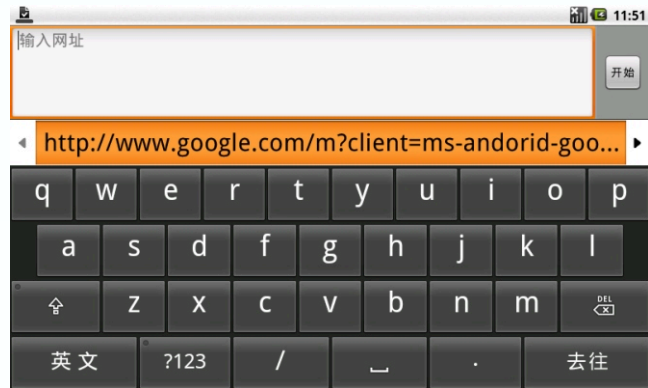 11:51
输入网址
开始
http://www.google.com/m?client=ms-andorid-goo...
q w e r t y u i o p
a s d f g h j k l
z x c v b n m DEL
英文 ?123 / . 去往